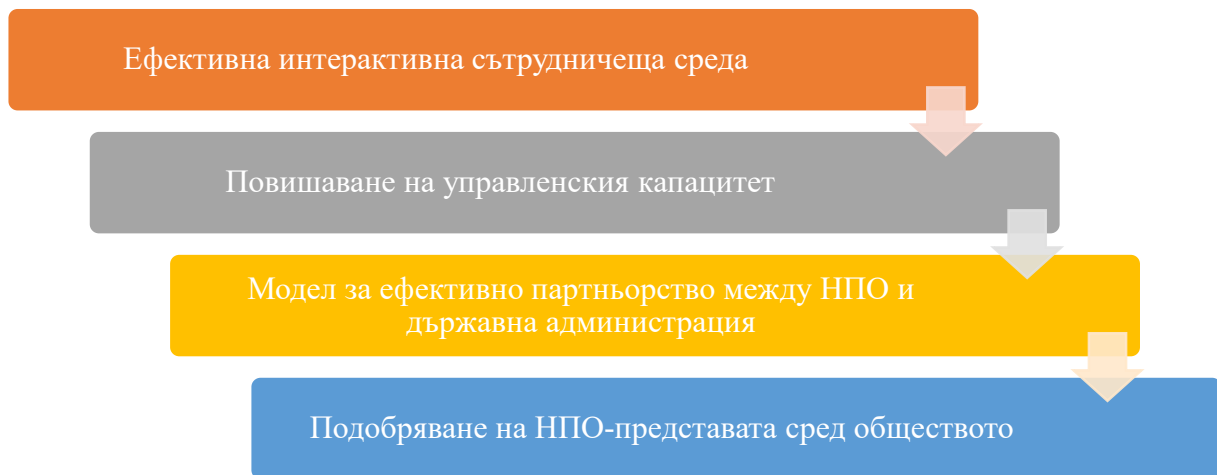 Ефективна интерактивна сътрудничеща среда
Повишаване на управленския капацитет
Модел за ефективно партньорство между НПО и
държавна администрация
Подобряване на НПО-представата сред обществото